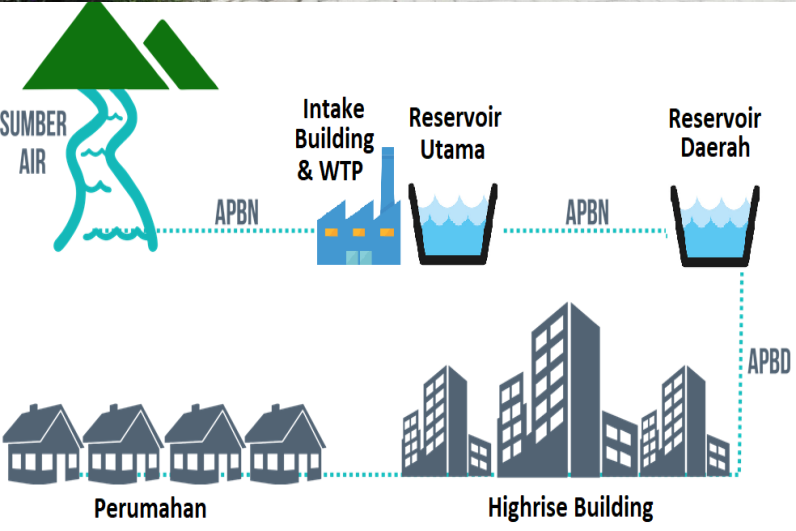 SUMBER
AIR
APBN
Intake
Building
& WTP
Reservoir
Utama
APBN
Reservoir
Daerah
APBD
Highrise Building
Perumahan